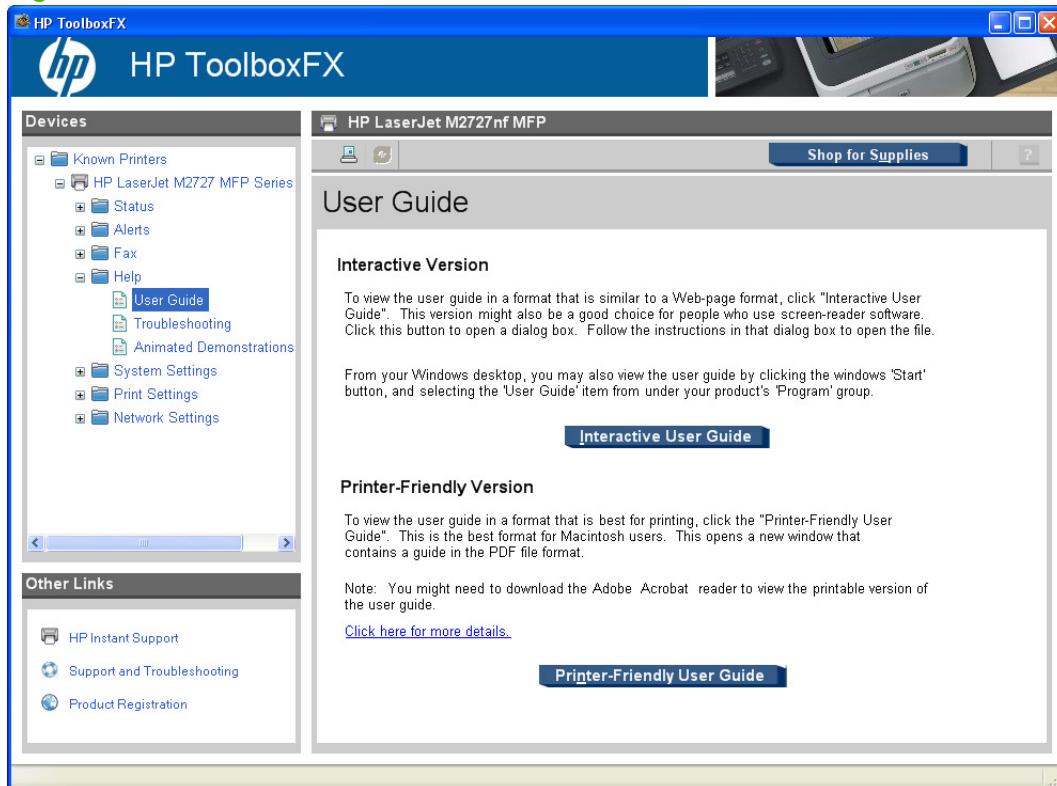 HP ToolboxFX
hp
HP ToolboxFX
Devices
Known Printers
HP LaserJet M2727 MFP Series
Status
Alerts
Fax
Help
User Guide
Troubleshooting
Animated Demonstrations
System Settings
Print Settings
Network Settings
Other Links
HP Instant Support
Support and Troubleshooting
Product Registration
HP LaserJet M2727nf MFP
Shop for Supplies
?
User Guide
Interactive Version
To view the user guide in a format that is similar to a Web-page format, click "Interactive User
Guide". This version might also be a good choice for people who use screen-reader software.
Click this button to open a dialog box. Follow the instructions in that dialog box to open the file.
From your Windows desktop, you may also view the user guide by clicking the windows 'Start'
button, and selecting the 'User Guide' item from under your product's 'Program' group.
Interactive User Guide
Printer-Friendly Version
To view the user guide in a format that is best for printing, click the "Printer-Friendly User
Guide". This is the best format for Macintosh users. This opens a new window that
contains a guide in the PDF file format.
Note: You might need to download the Adobe Acrobat reader to view the printable version of
the user guide.
Click here for more details.
Printer-Friendly User Guide